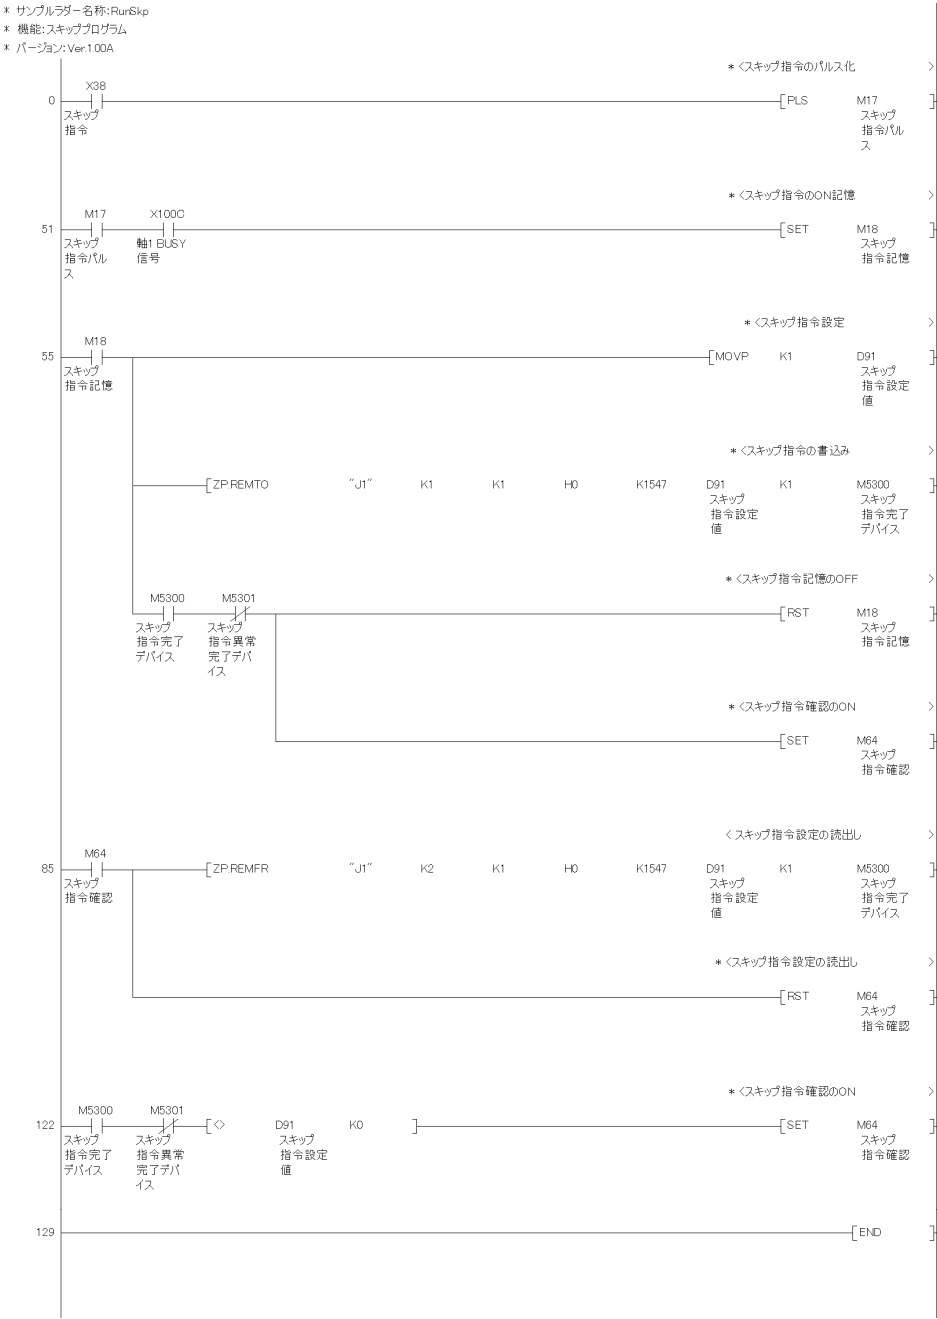 * サンプルラダー名称:RunSkp
* 機能:スキッププログラム
* バージョン:Ver.1.00A
* <スキップ指令のパルス化 >
X38
0 [PLS M17 ]
スキップ スキップ
指令 指令パル
ス
* <スキップ指令のON記憶 >
M17 X100C
51 [SET M18 ]
スキップ 軸1 BUSY スキップ
指令パル 信号 指令記憶
ス
* <スキップ指令設定 >
M18
55 [MOVP K1 D91 ]
スキップ スキップ
指令記憶 指令設定
値
* <スキップ指令の書込み >
[ZP.REMTO "J1" K1 K1 H0 K1547 D91 K1 M5300 ]
スキップ スキップ
指令設定 指令完了
値 デバイス
* <スキップ指令記憶のOFF >
M5300 M5301
[RST M18 ]
スキップ スキップ スキップ
指令完了 指令異常 指令記憶
デバイス 完了デバ
イス
* <スキップ指令確認のON >
[SET M64 ]
スキップ
指令確認
< スキップ指令設定の読出し >
M64
85 [ZP.REMFR "J1" K2 K1 H0 K1547 D91 K1 M5300 ]
スキップ スキップ スキップ
指令確認 指令設定 指令完了
値 デバイス
* <スキップ指令設定の読出し >
[RST M64 ]
スキップ
指令確認
* <スキップ指令確認のON >
M5300 M5301
122 [<> D91 K0 ] [SET M64 ]
スキップ スキップ スキップ スキップ
指令完了 指令異常 指令設定 指令確認
デバイス 完了デバ 値
イス
129 [END ]